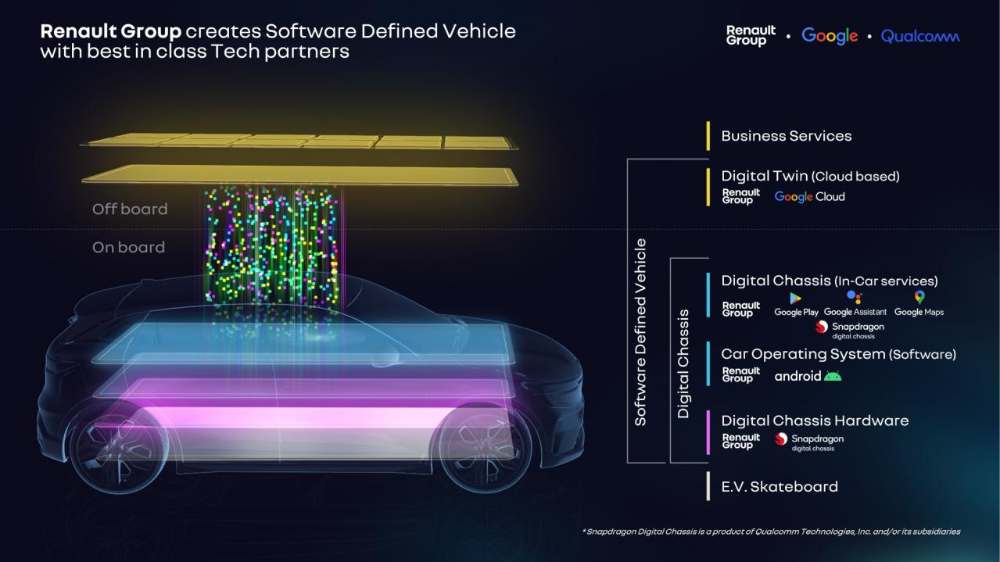 Renault Group creates Software Defined Vehicle
with best in class Tech partners
Renault
Group
• Google • Qualcomm
Off board
On board
Software Defined Vehicle
Digital Chassis
Business Services
Digital Twin (Cloud based)
Renault
Group
Google Cloud
Digital Chassis (In-Car services)
Renault
Group
Google Play Google Assistant Google Maps
Snapdragon
digital chassis
Car Operating System (Software)
Renault
Group
android
Digital Chassis Hardware
Renault
Group
Snapdragon
digital chassis
E.V. Skateboard
* Snapdragon Digital Chassis is a product of Qualcomm Technologies, Inc. and/or its subsidiaries